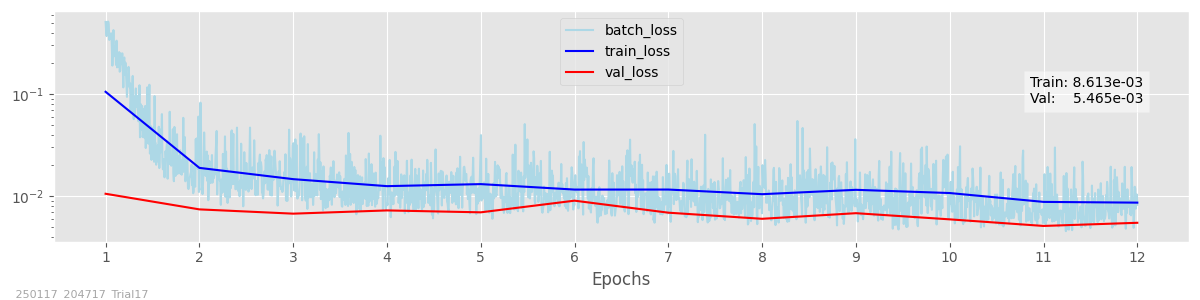 batch_loss
train_loss
val_loss
Train: 8.613e-03
Val: 5.465e-03
10⁻¹
10⁻²
1 2 3 4 5 6 7 8 9 10 11 12
Epochs
250117_204717_Trial17